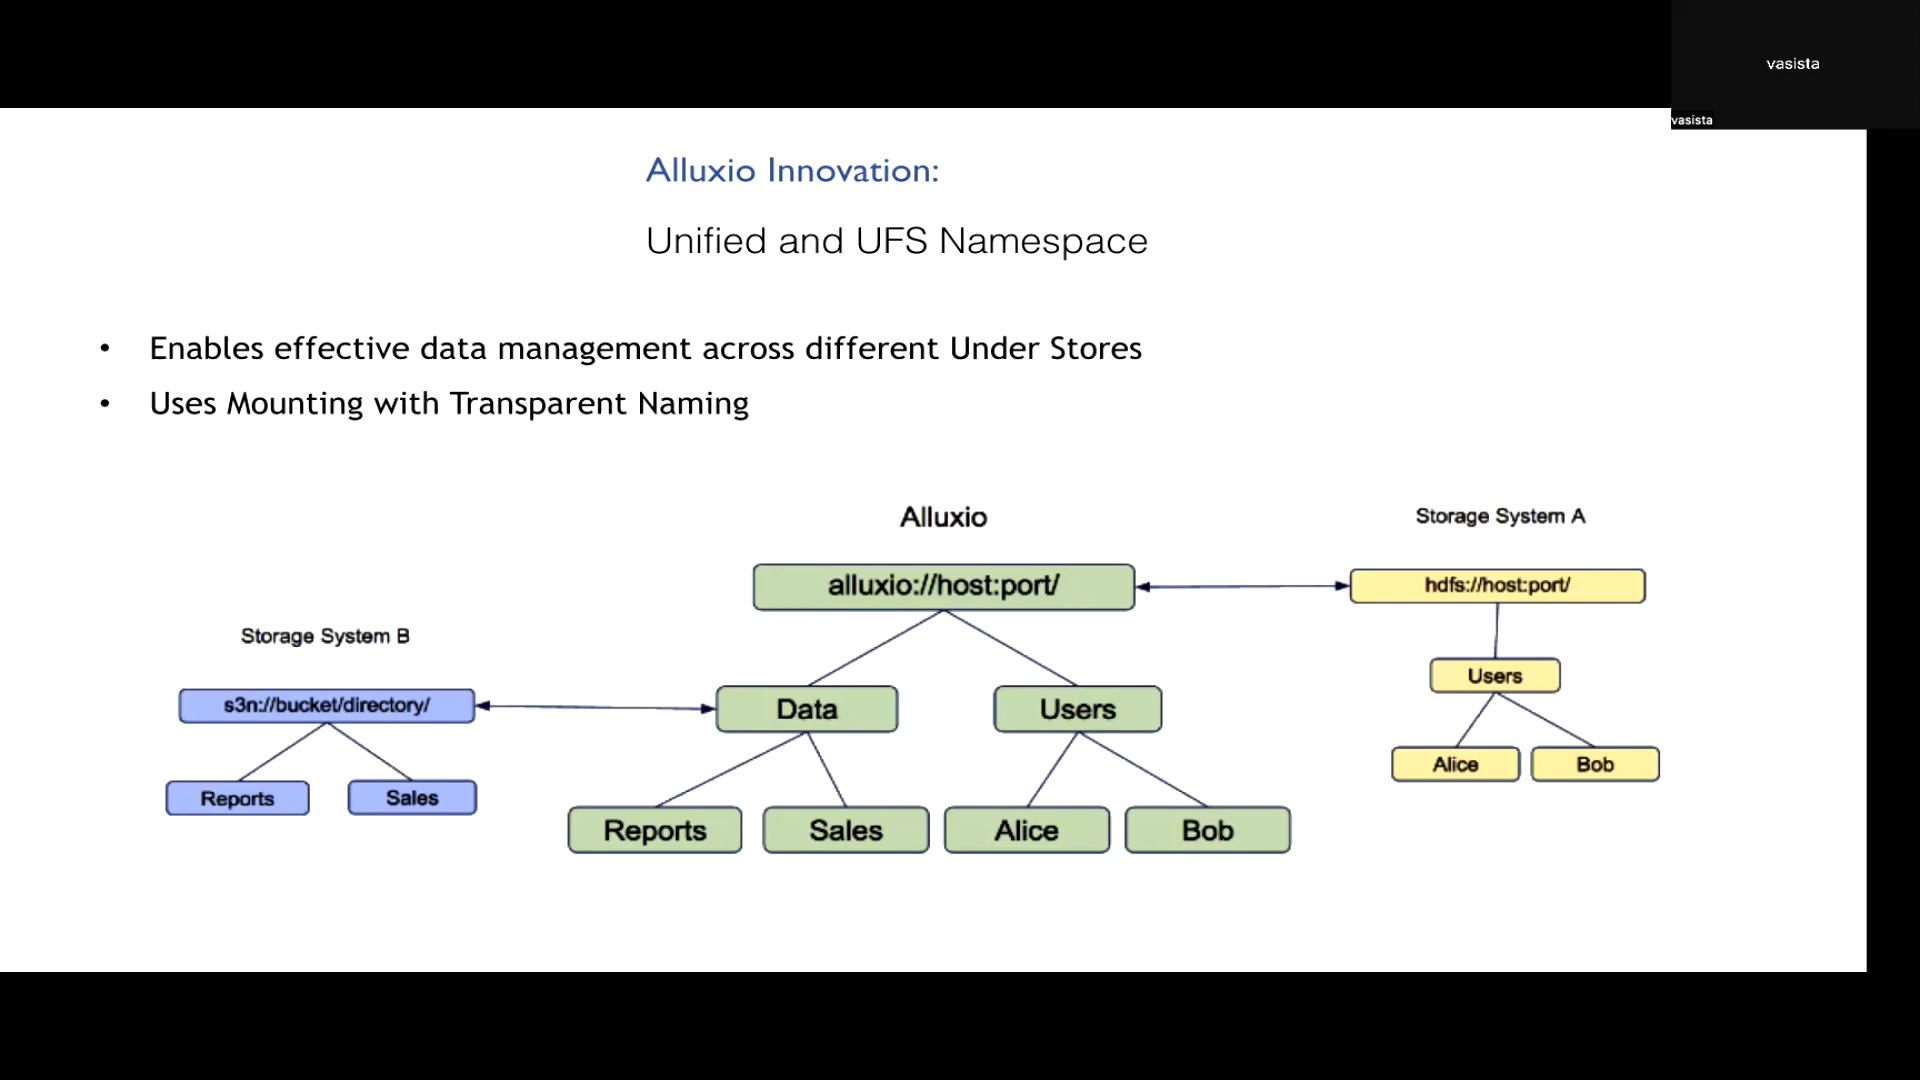 vasista
vasista
Alluxio Innovation:
Unified and UFS Namespace
• Enables effective data management across different Under Stores
• Uses Mounting with Transparent Naming
Alluxio
Storage System A
alluxio://host:port/
hdfs://host:port/
Storage System B
Users
s3n://bucket/directory/
Data
Users
Alice
Bob
Reports
Sales
Reports
Sales
Alice
Bob